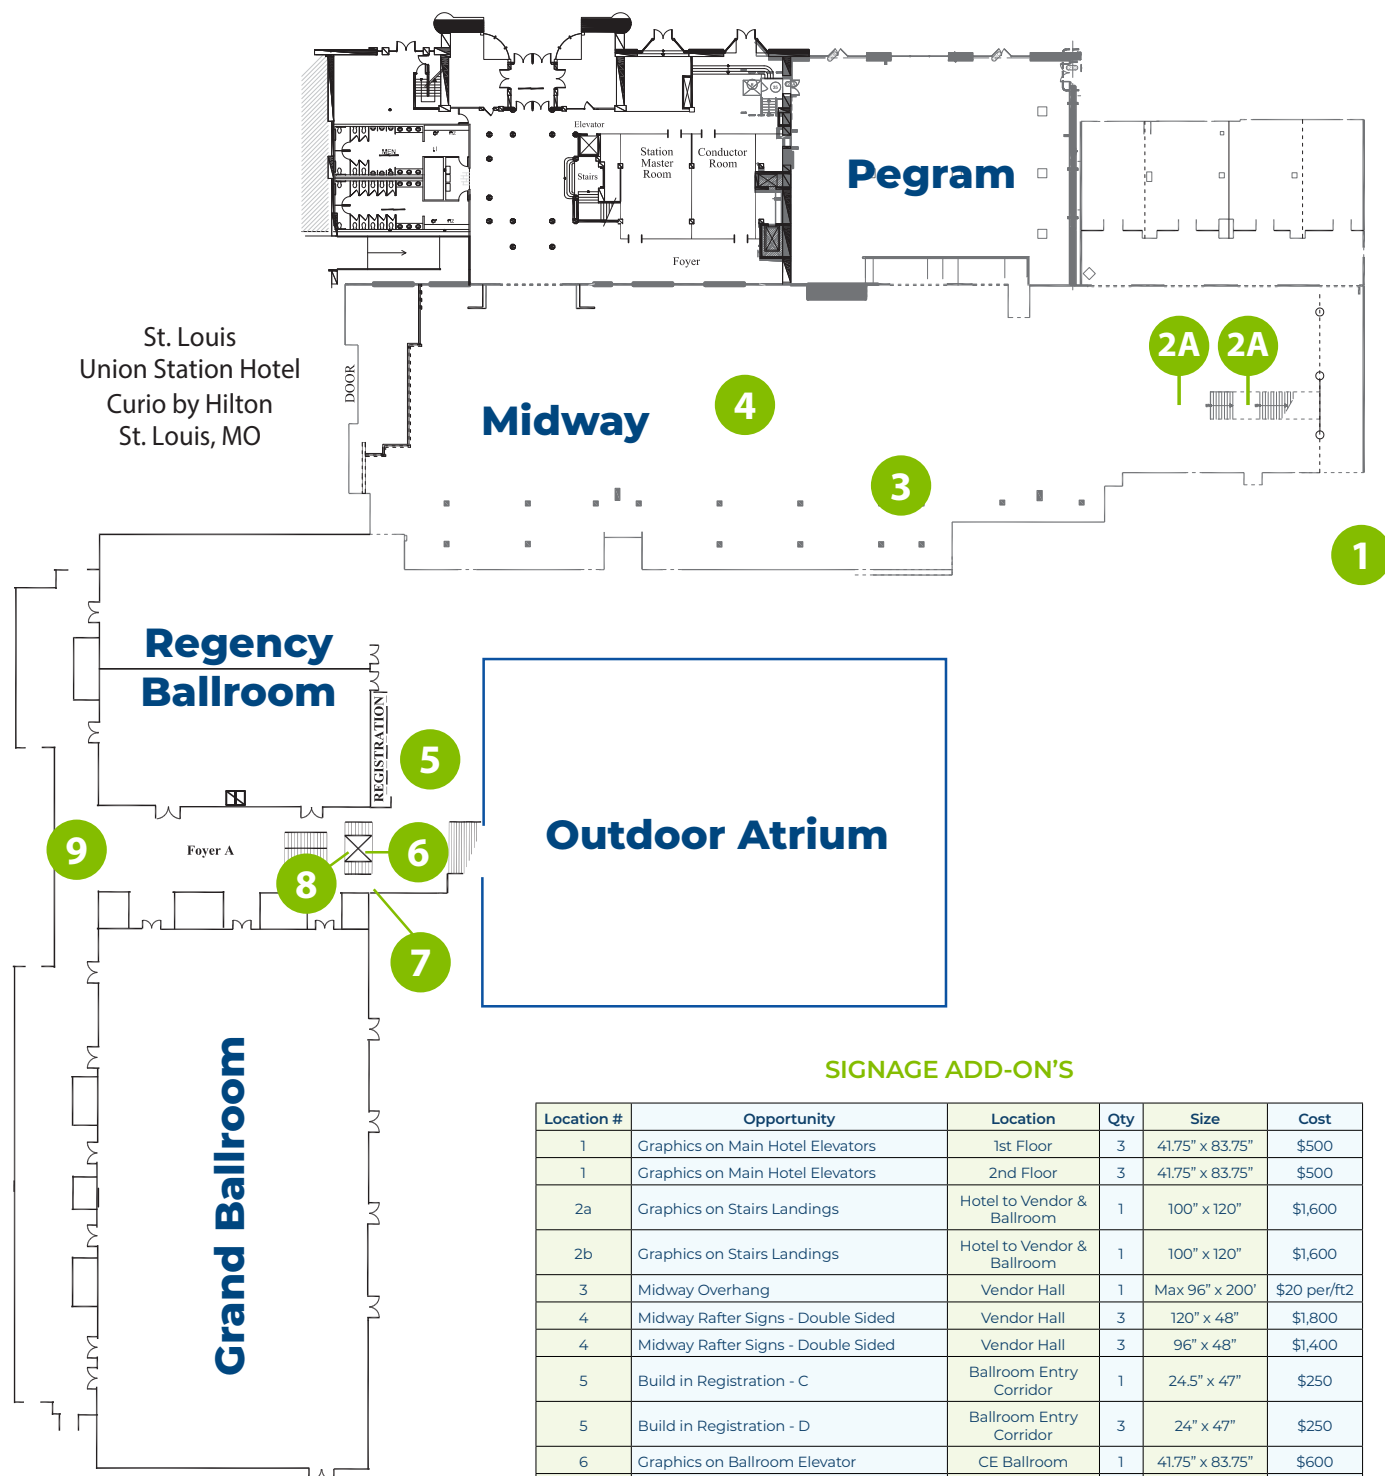 Elevator
Station
Master
Room
Conductor
Room
MEN
Stairs
Foyer
Pegram
St. Louis
Union Station Hotel
Curio by Hilton
St. Louis, MO
DOOR
2A
2A
4
Midway
3
1
Regency
Ballroom
REGISTRATION
5
Outdoor Atrium
9
Foyer A
6
8
7
Grand Ballroom
SIGNAGE ADD-ON'S
Location # Opportunity Location Qty Size Cost
1 Graphics on Main Hotel Elevators 1st Floor 3 41.75” x 83.75” $500
1 Graphics on Main Hotel Elevators 2nd Floor 3 41.75” x 83.75” $500
2a Graphics on Stairs Landings Hotel to Vendor &
Ballroom 1 100” x 120” $1,600
2b Graphics on Stairs Landings Hotel to Vendor &
Ballroom 1 100” x 120” $1,600
3 Midway Overhang Vendor Hall 1 Max 96” x 200’ $20 per/ft2
4 Midway Rafter Signs - Double Sided Vendor Hall 3 120” x 48” $1,800
4 Midway Rafter Signs - Double Sided Vendor Hall 3 96” x 48” $1,400
5 Build in Registration - C Ballroom Entry
Corridor 1 24.5” x 47” $250
5 Build in Registration - D Ballroom Entry
Corridor 3 24” x 47” $250
6 Graphics on Ballroom Elevator CE Ballroom 1 41.75” x 83.75” $600